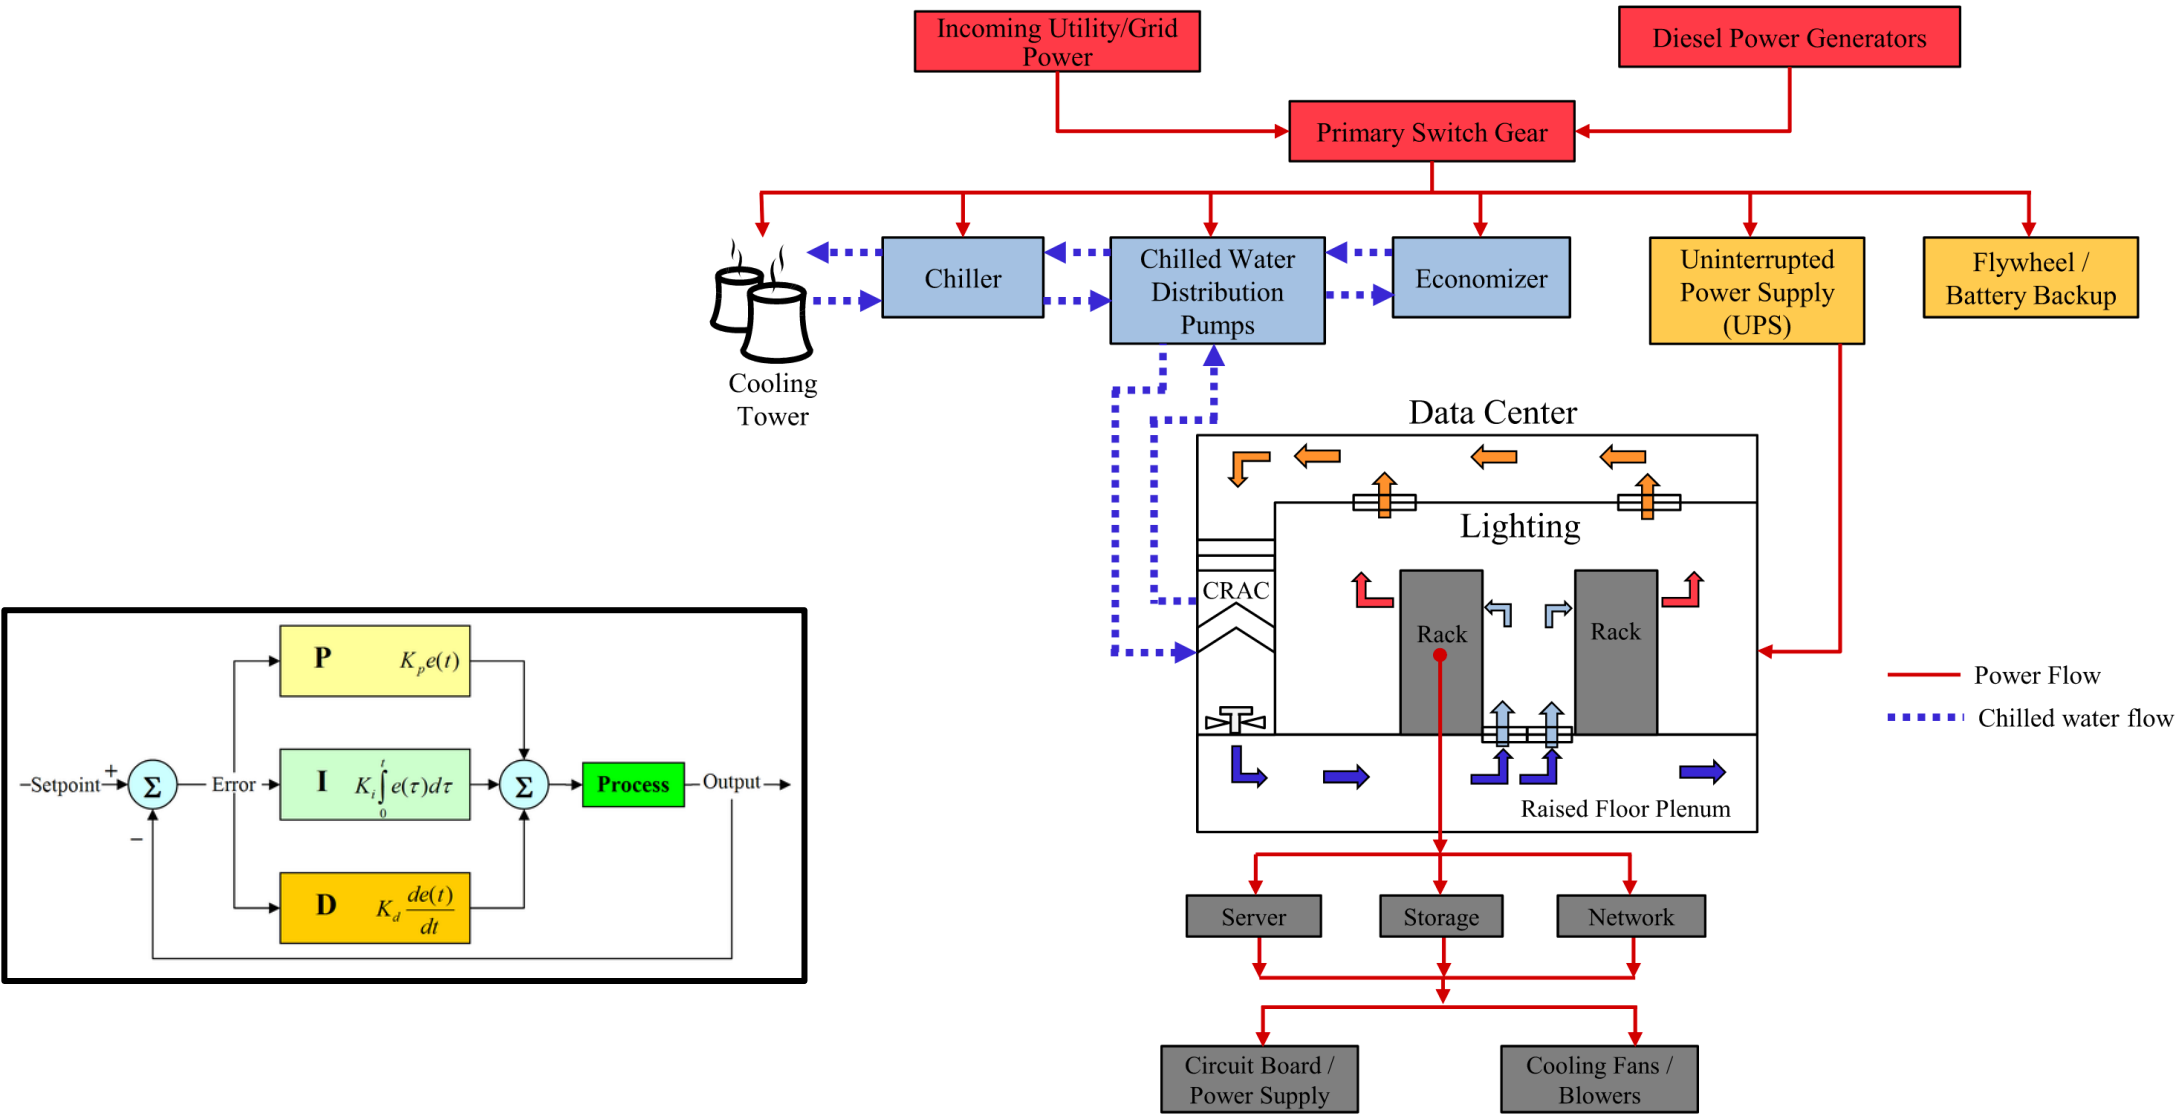 Incoming Utility/Grid
Power
Diesel Power Generators
Primary Switch Gear
Chiller
Chilled Water
Distribution
Pumps
Economizer
Uninterrupted
Power Supply
(UPS)
Flywheel /
Battery Backup
Cooling
Tower
Data Center
Lighting
CRAC
Rack
Rack
Raised Floor Plenum
Power Flow
Chilled water flow
P K_p e(t)
–Setpoint + Σ Error I K_i ∫_0^t e(τ)dτ Σ Process Output
–
D K_d de(t)/dt
Server
Storage
Network
Circuit Board /
Power Supply
Cooling Fans /
Blowers